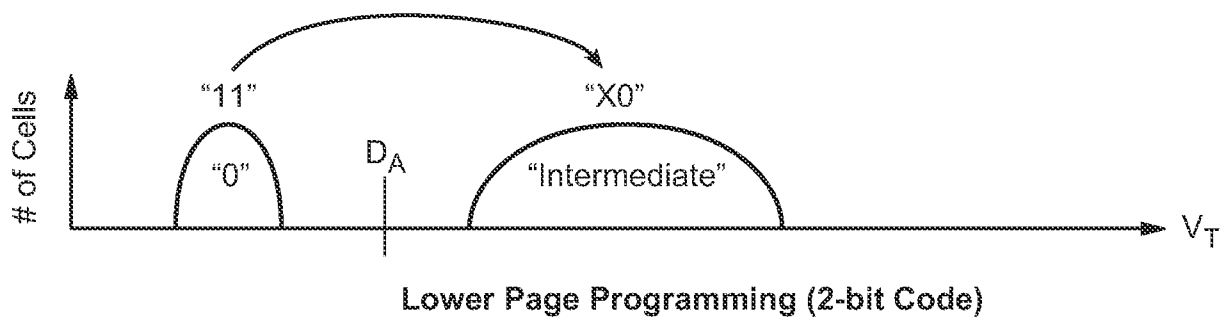 “11”
“X0”
# of Cells
“0”
DA
“Intermediate”
VT
Lower Page Programming (2-bit Code)